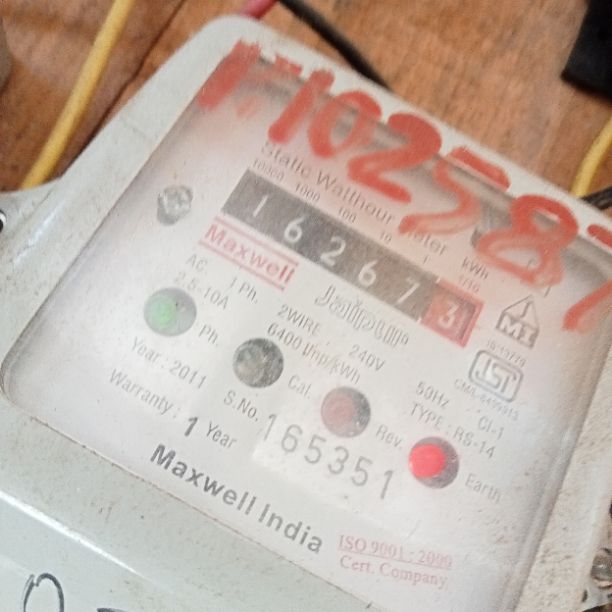 Static Watthour Meter kWh
10000 1000 100 10 1 1/10
1 6 2 6 7 3
Maxwell
Jaipur
AC. 1 Ph. 2WIRE 240V 50Hz CI-1
2.5-10A 6400 Imp/kWh TYPE : RS-14
Ph. Cal. Rev. Earth
Year : 2011 S.No. 165351
Warranty : 1 Year
Maxwell India
ISO 9001 : 2000
Cert. Company